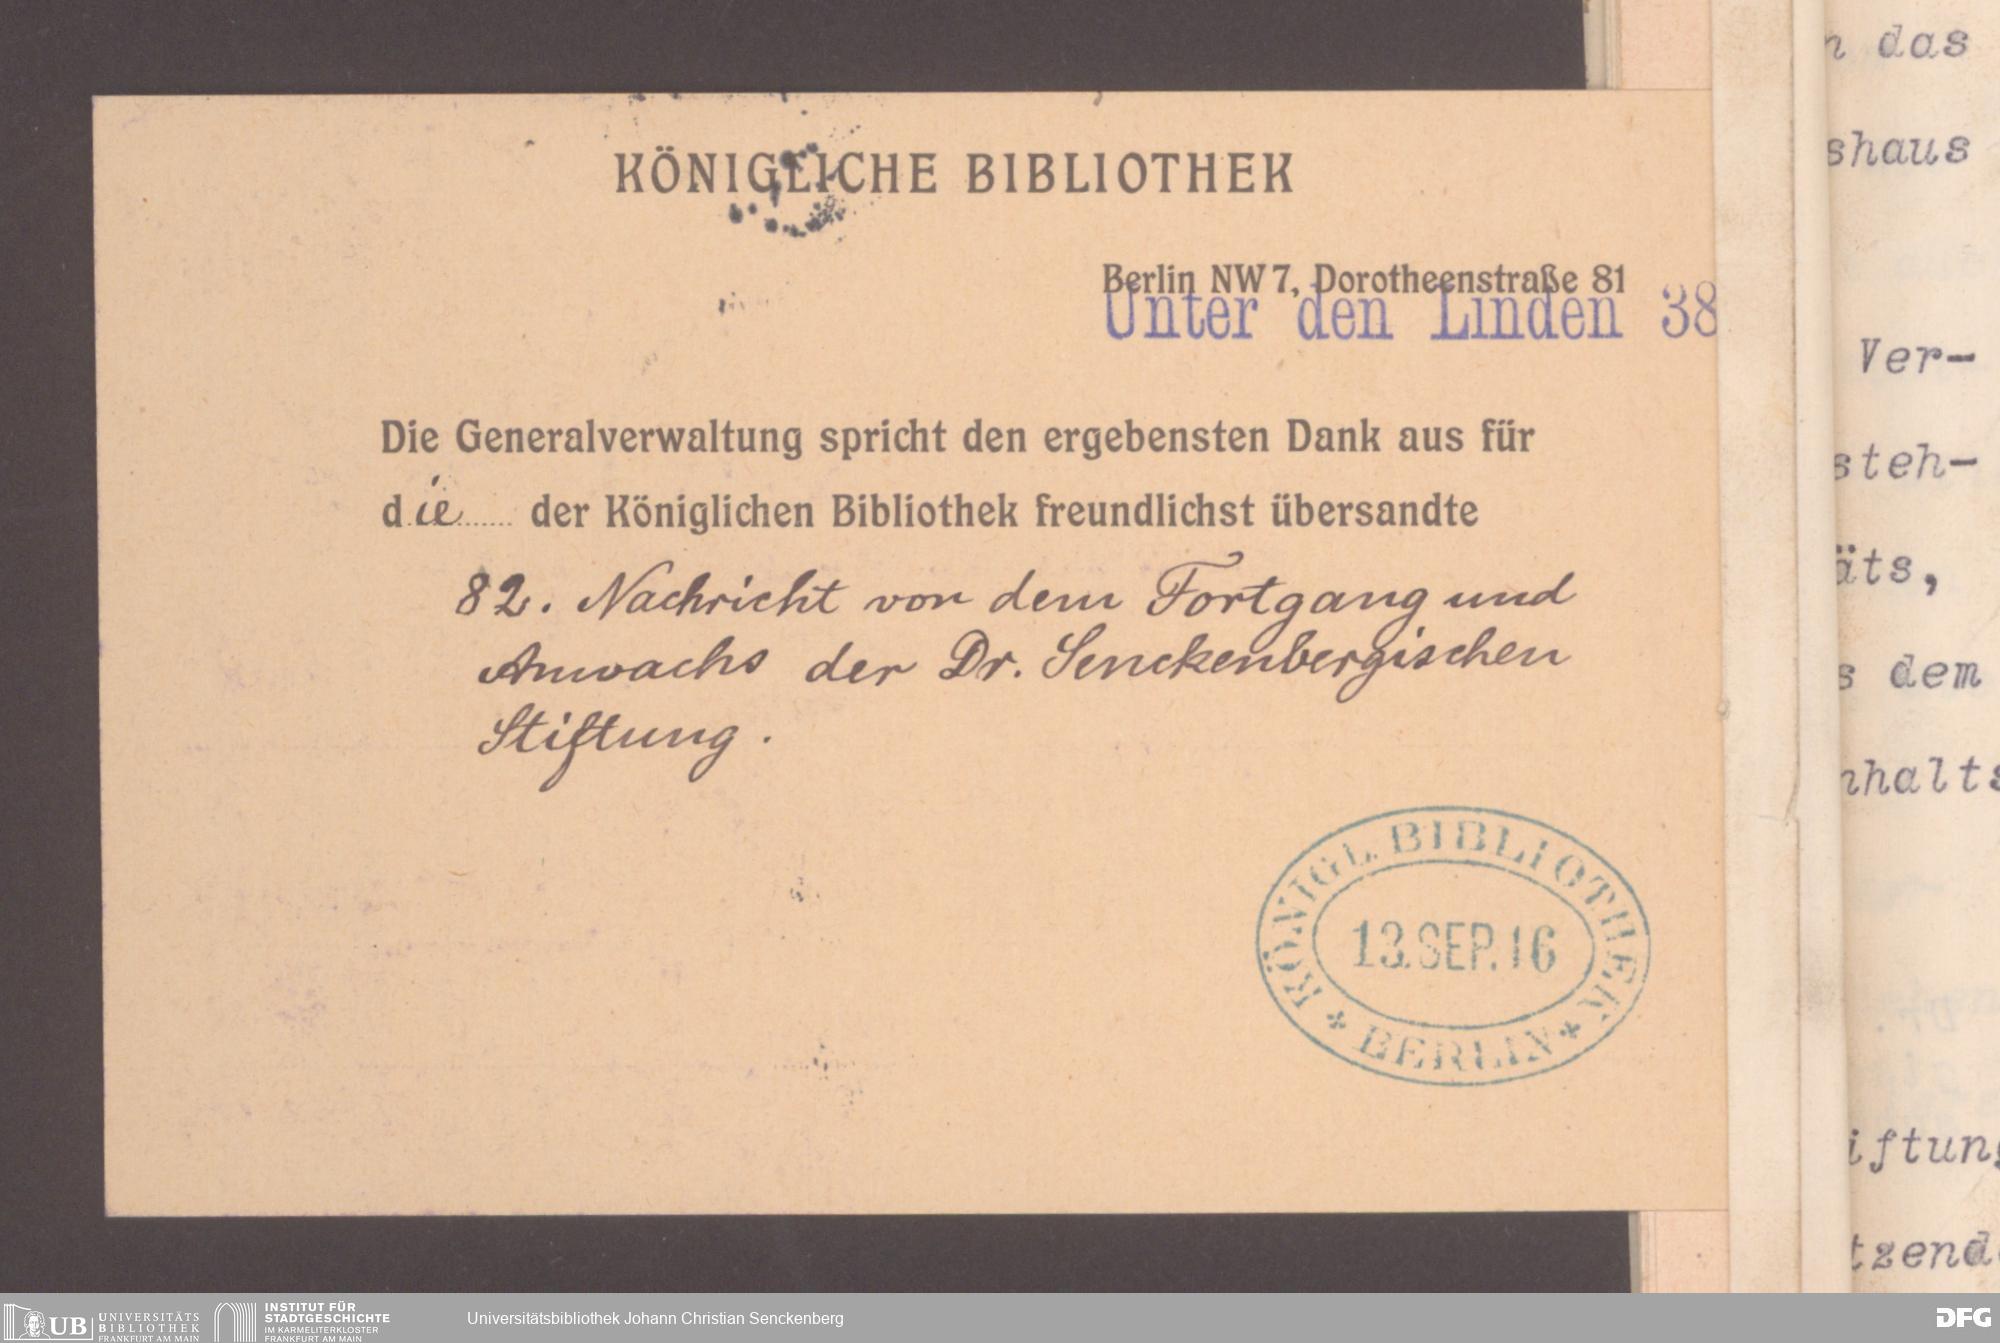 KÖNIGLICHE BIBLIOTHEK
Berlin NW 7, Dorotheenstraße 81
Unter den Linden 38
Die Generalverwaltung spricht den ergebensten Dank aus für
die der Königlichen Bibliothek freundlichst übersandte
82. Nachricht von dem Fortgang und
Anwachs der Dr. Senckenbergischen
Stiftung.
KÖNIGL. BIBLIOTHEK
13. SEP. 16
* BERLIN *
n das
shaus
Ver-
steh-
äts,
s dem
nhalts
iftung
tzend
UB UNIVERSITÄTS
BIBLIOTHEK
FRANKFURT AM MAIN
INSTITUT FÜR
STADTGESCHICHTE
IM KARMELITERKLOSTER
FRANKFURT AM MAIN
Universitätsbibliothek Johann Christian Senckenberg
DFG